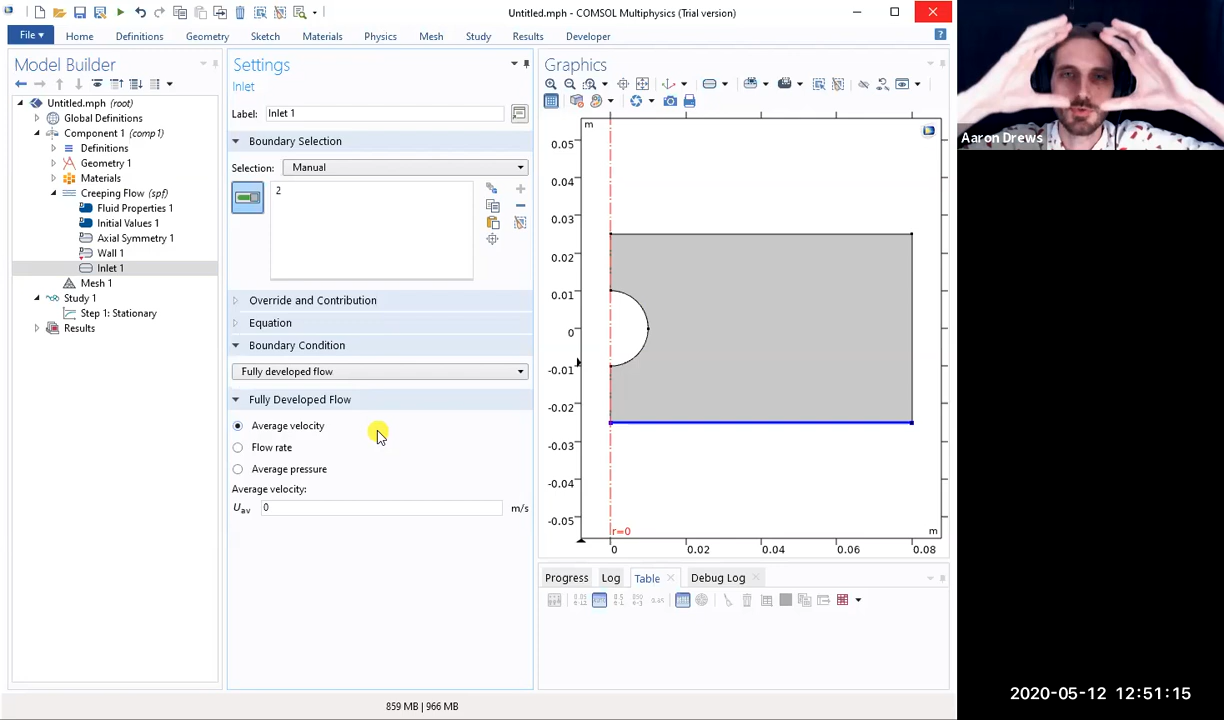 Untitled.mph - COMSOL Multiphysics (Trial version)
File
Home
Definitions
Geometry
Sketch
Materials
Physics
Mesh
Study
Results
Developer
Model Builder
Untitled.mph (root)
Global Definitions
Component 1 (comp1)
Definitions
Geometry 1
Materials
Creeping Flow (spf)
Fluid Properties 1
Initial Values 1
Axial Symmetry 1
Wall 1
Inlet 1
Mesh 1
Study 1
Step 1: Stationary
Results
Settings
Inlet
Label: Inlet 1
Boundary Selection
Selection: Manual
2
Override and Contribution
Equation
Boundary Condition
Fully developed flow
Fully Developed Flow
Average velocity
Flow rate
Average pressure
Average velocity:
Uav 0 m/s
Graphics
m
0.05
0.04
0.03
0.02
0.01
0
-0.01
-0.02
-0.03
-0.04
-0.05
r=0
m
0 0.02 0.04 0.06 0.08
Progress Log Table Debug Log
859 MB | 966 MB
Aaron Drews
2020-05-12 12:51:15